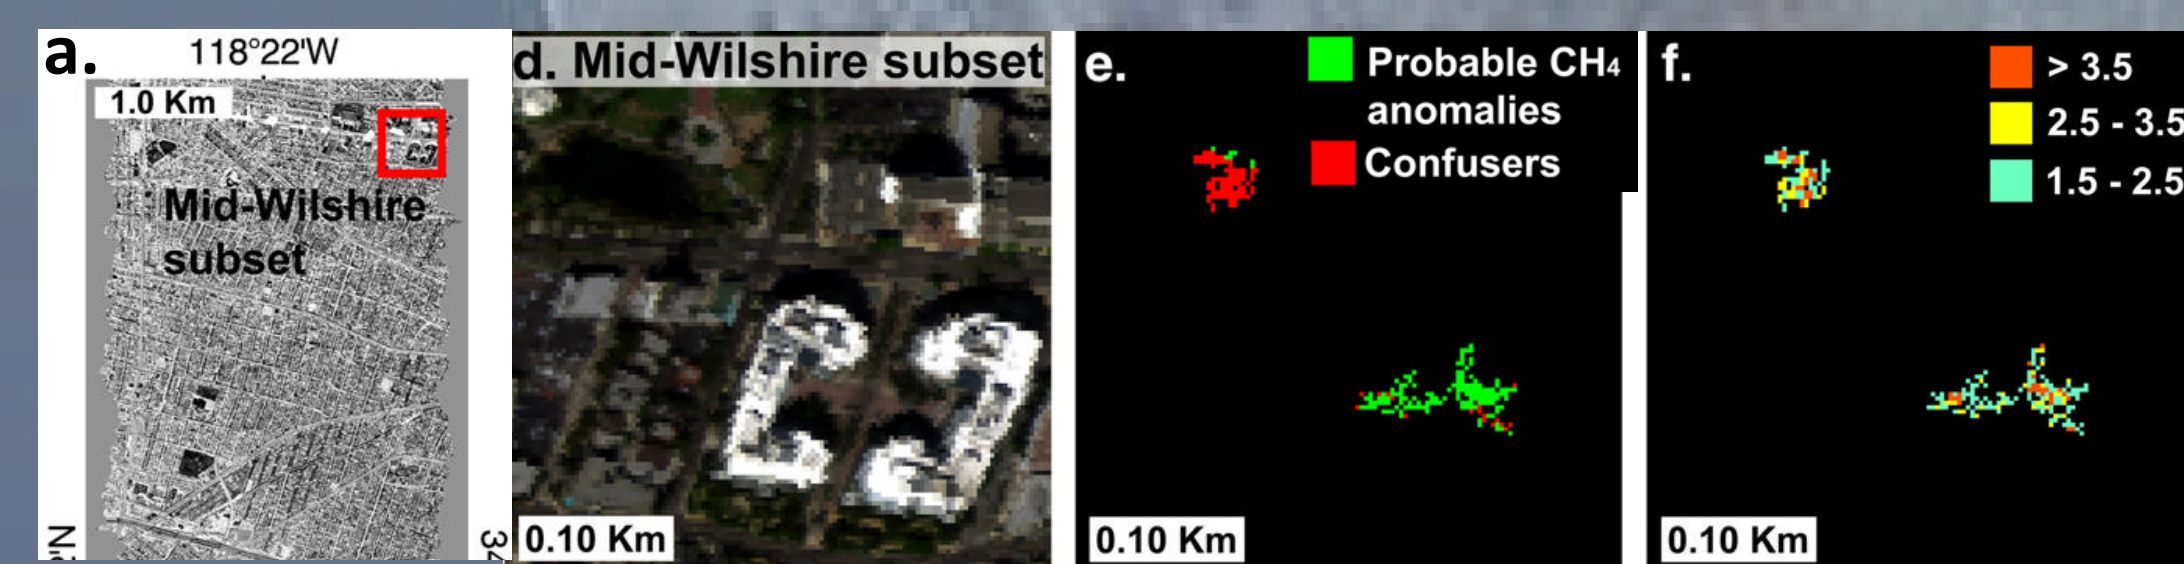 a.
118°22'W
1.0 Km
Mid-Wilshire
subset
d. Mid-Wilshire subset
0.10 Km
e.
Probable CH₄
anomalies
Confusers
0.10 Km
f.
> 3.5
2.5 - 3.5
1.5 - 2.5
0.10 Km